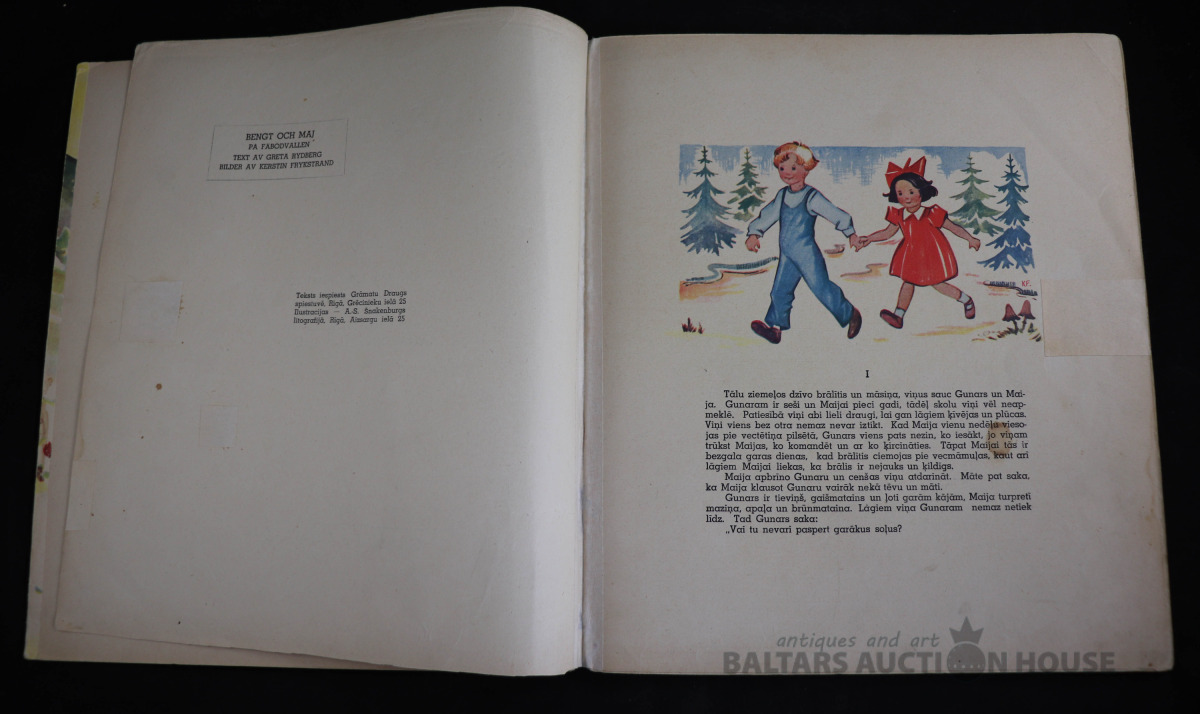 BENGT OCH MAJ
PA FABODVALLEN
TEXT AV GRETA RYDBERG
BILDER AV KERSTIN FRYKSTRAND
Teksts iespiests Grāmatu Draugs
spiestuvē, Rīgā, Grēcinieku ielā 25
Ilustracijas — A.-S. Snakenburgs
litografijā, Rīgā, Aizsargu ielā 25
KF.
I
Tālu ziemeļos dzīvo brālītis un māsiņa, viņus sauc Gunars un Mai-
ja. Gunaram ir seši un Maijai pieci gadi, tādēļ skolu viņi vēl neap-
meklē. Patiesībā viņi abi lieli draugi, lai gan lāgiem ķīvējas un plūcas.
Viņi viens bez otra nemaz nevar iztikt. Kad Maija vienu nedēļu vieso-
jas pie vectētiņa pilsētā, Gunars viens pats nezin, ko iesākt, jo viņam
trūkst Maijas, ko komandēt un ar ko ķircināties. Tāpat Maijai tās ir
bezgala garas dienas, kad brālītis ciemojas pie vecmāmuļas, kaut arī
lāgiem Maijai liekas, ka brālis ir nejauks un ķildīgs.
Maija apbrīno Gunaru un cenšas viņu atdarināt. Māte pat saka,
ka Maija klausot Gunaru vairāk nekā tēvu un māti.
Gunars ir tieviņš, gaišmatains un ļoti garām kājām, Maija turpretī
maziņa, apaļa un brūnmataina. Lāgiem viņa Gunaram nemaz netiek
līdz. Tad Gunars saka:
„Vai tu nevari paspert garākus soļus?
antiques and art
BALTARS AUCTION HOUSE